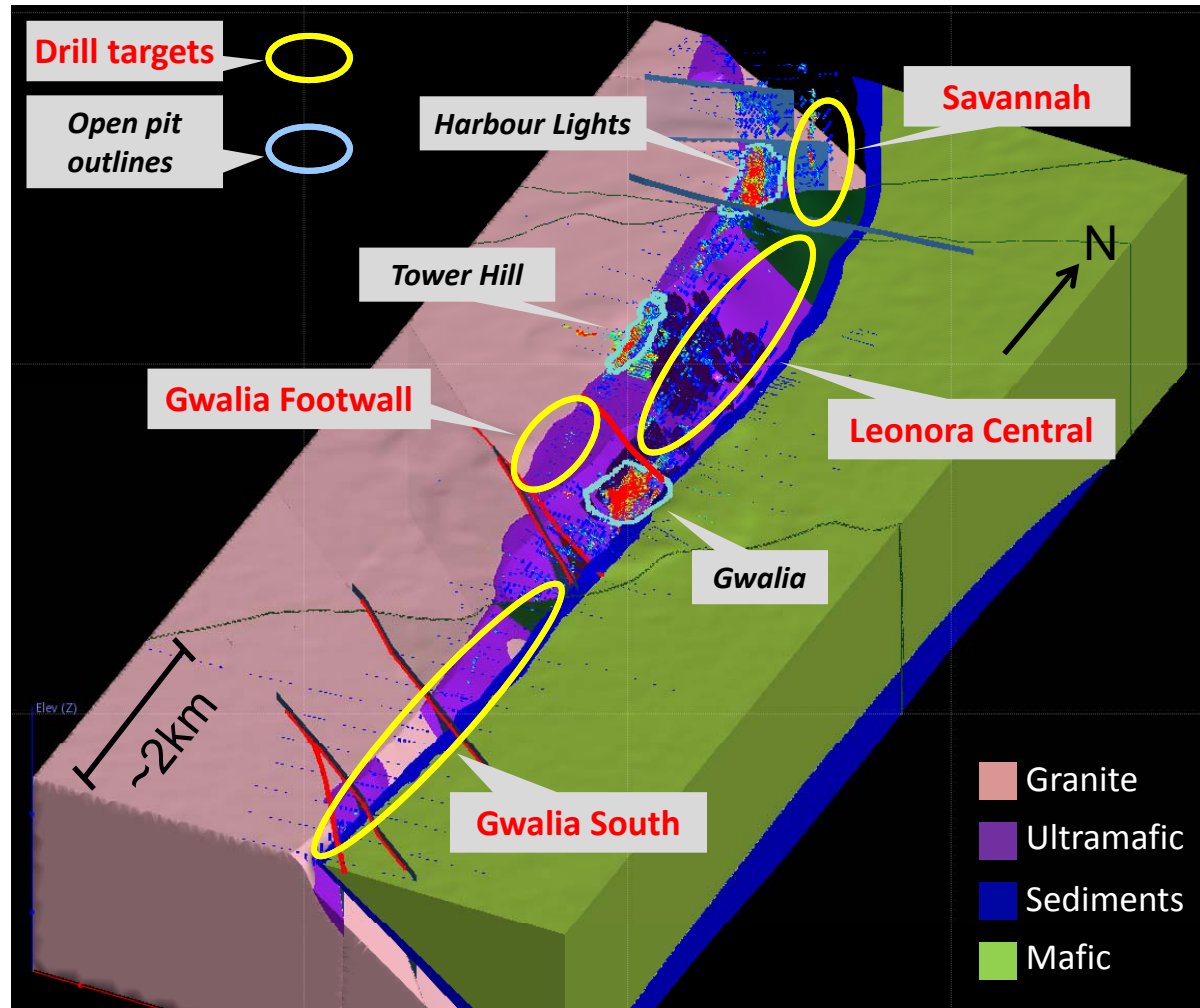 Drill targets
Open pit
outlines
Harbour Lights
Savannah
N
Tower Hill
Gwalia Footwall
Leonora Central
Gwalia
Elev (Z)
~2km
Gwalia South
Granite
Ultramafic
Sediments
Mafic